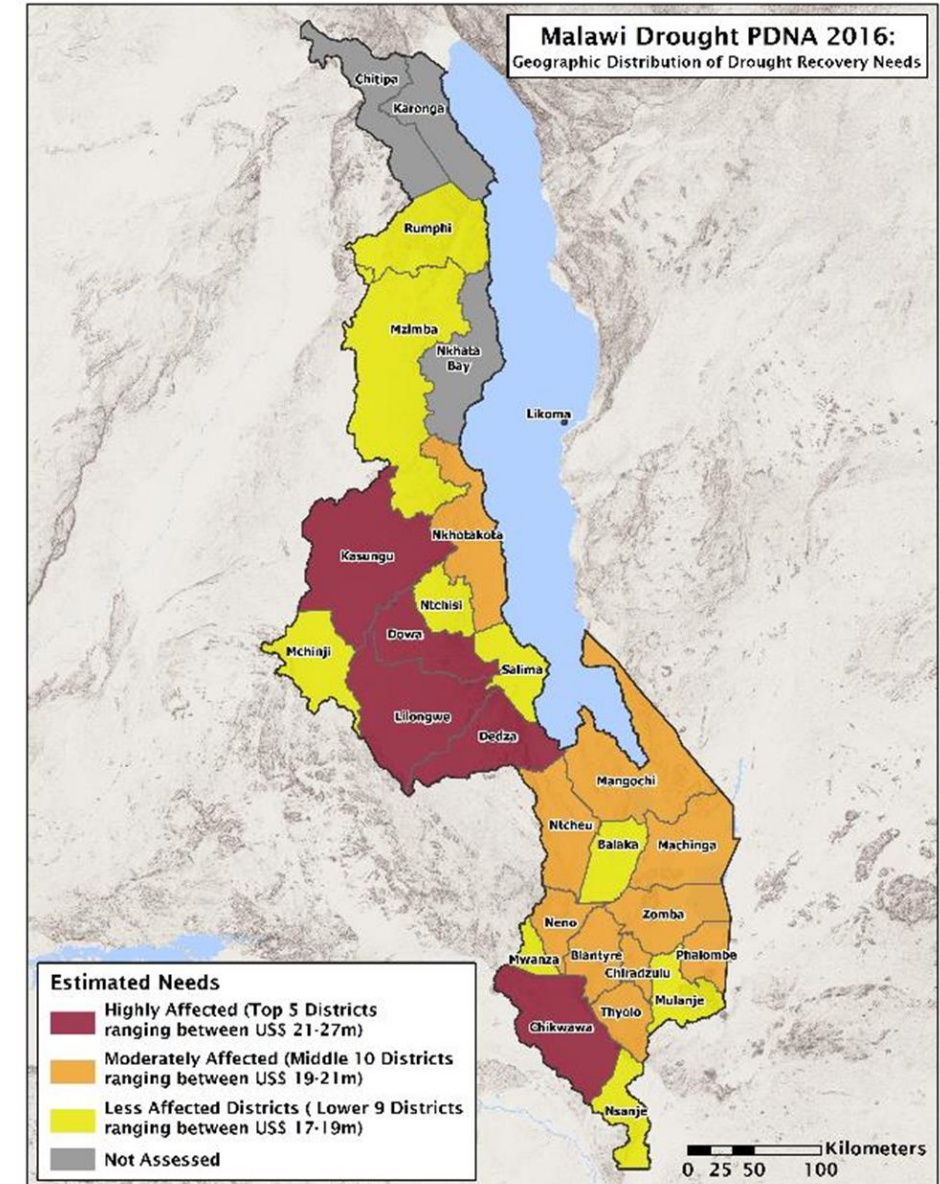 Malawi Drought PDNA 2016:
Geographic Distribution of Drought Recovery Needs
Chitipa
Karonga
Rumphi
Mzimba
Nkhata
Bay
Likoma
Nkhotakota
Kasungu
Ntchisi
Dowa
Mchinji
Salima
Lilongwe
Dedza
Mangochi
Ntcheu
Balaka
Machinga
Zomba
Neno
Mwanza
Blantyre
Phalombe
Chiradzulu
Mulanje
Thyolo
Chikwawa
Nsanje
Estimated Needs
Highly Affected (Top 5 Districts
ranging between US$ 21-27m)
Moderately Affected (Middle 10 Districts
ranging between US$ 19-21m)
Less Affected Districts ( Lower 9 Districts
ranging between US$ 17-19m)
Not Assessed
Kilometers
0 25 50 100